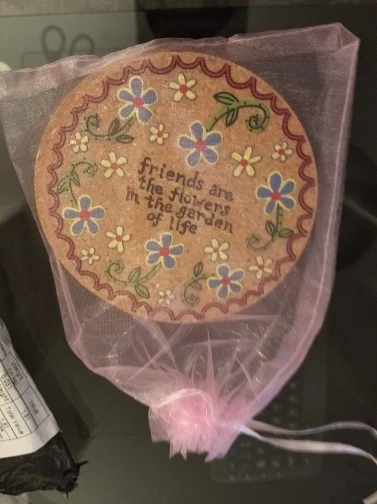 friends are
the flowers
in the garden
of life